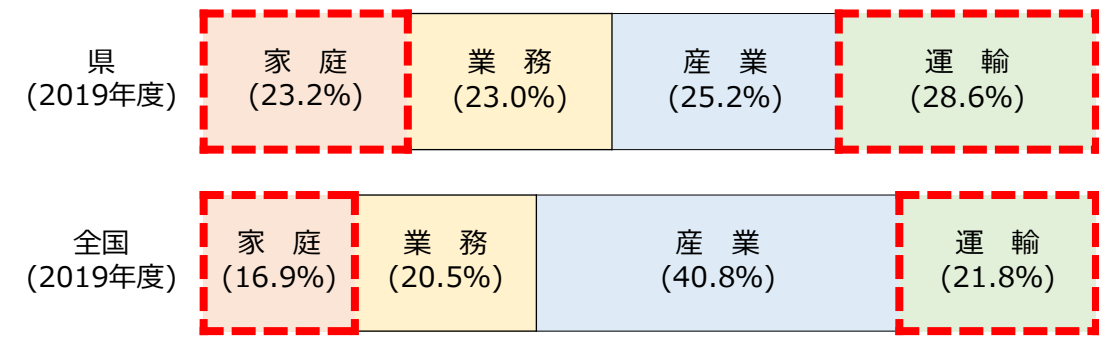 県
(2019年度)
家 庭
(23.2%)
業 務
(23.0%)
産 業
(25.2%)
運 輸
(28.6%)
全国
(2019年度)
家 庭
(16.9%)
業 務
(20.5%)
産 業
(40.8%)
運 輸
(21.8%)